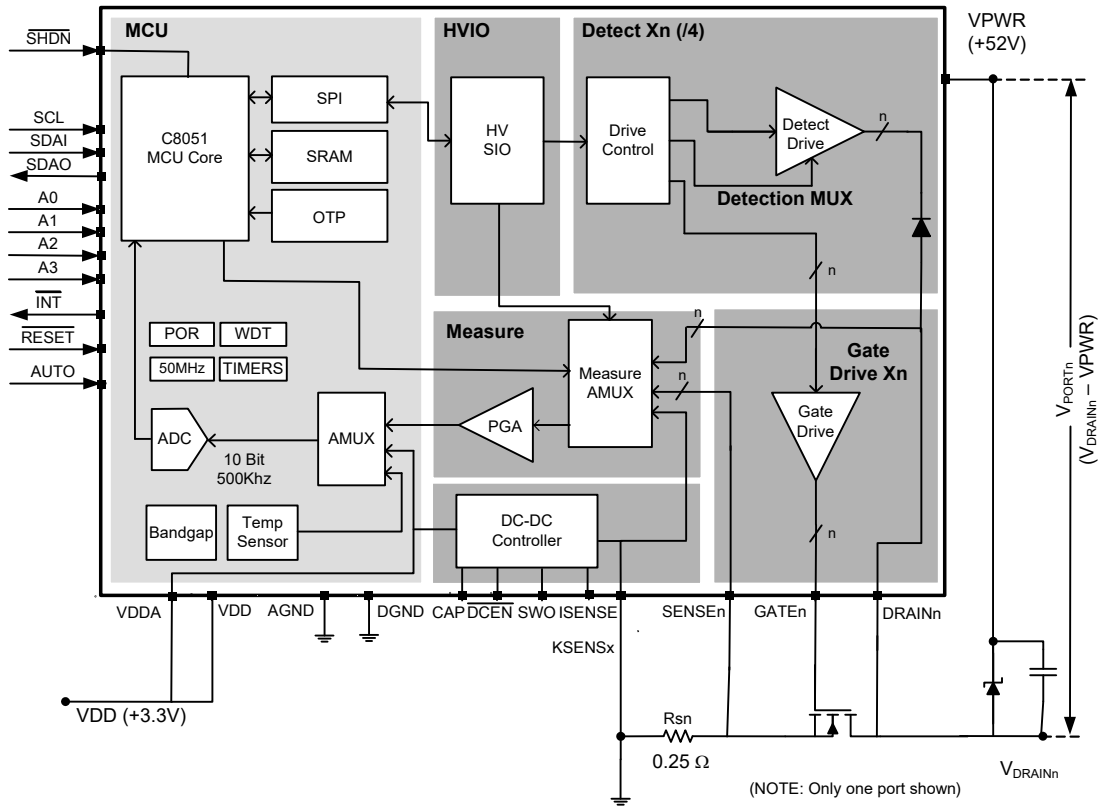 MCU
HVIO
Detect Xn (/4)
VPWR
(+52V)
SHDN
SCL
SDAI
SDAO
A0
A1
A2
A3
INT
RESET
AUTO
C8051
MCU Core
SPI
SRAM
OTP
HV
SIO
Drive
Control
Detect
Drive
n
Detection MUX
n
POR
WDT
50MHz
TIMERS
Measure
n
n
Measure
AMUX
Gate
Drive Xn
Gate
Drive
n
ADC
10 Bit
500Khz
AMUX
PGA
Bandgap
Temp
Sensor
DC-DC
Controller
VPORTn
(VDRAINn – VPWR)
VDDA
VDD
AGND
DGND
CAP
DCEN
SWO
ISENSE
KSENSx
SENSEn
GATEn
DRAINn
VDD (+3.3V)
Rsn
0.25 Ω
VDRAINn
(NOTE: Only one port shown)